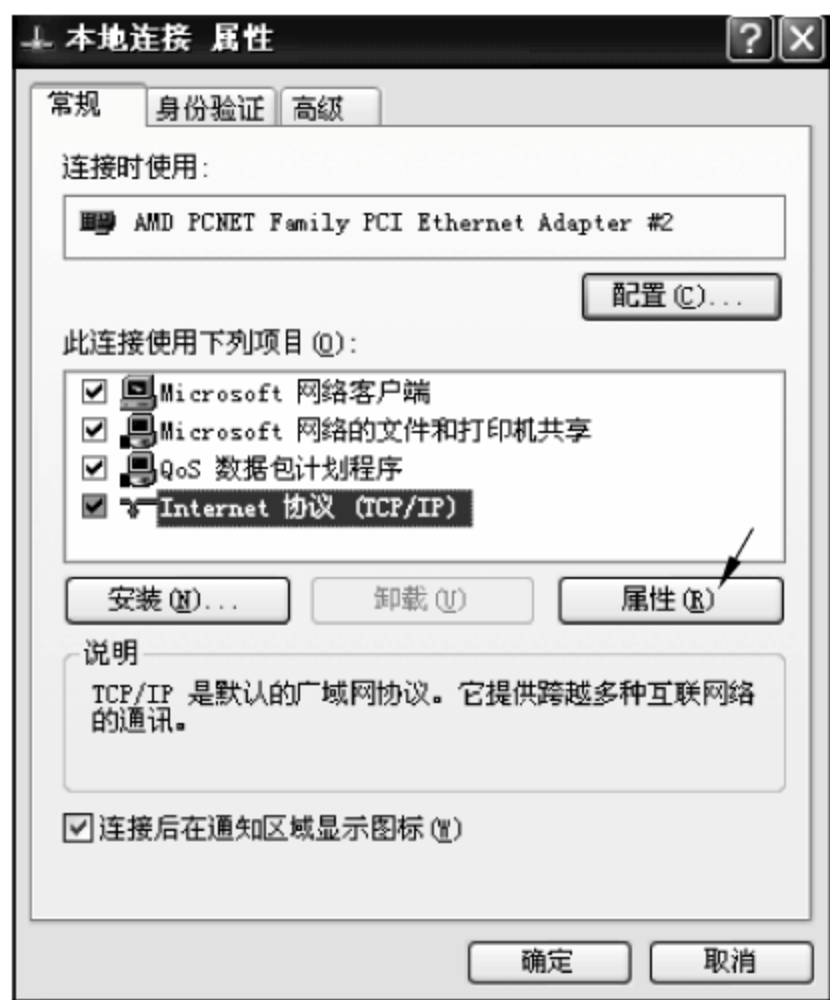 本地连接 属性
常规 身份验证 高级
连接时使用:
AMD PCNET Family PCI Ethernet Adapter #2
配置(C)...
此连接使用下列项目(O):
Microsoft 网络客户端
Microsoft 网络的文件和打印机共享
QoS 数据包计划程序
Internet 协议 (TCP/IP)
安装(N)... 卸载(U) 属性(R)
说明
TCP/IP 是默认的广域网协议。它提供跨越多种互联网络
的通讯。
连接后在通知区域显示图标(W)
确定 取消